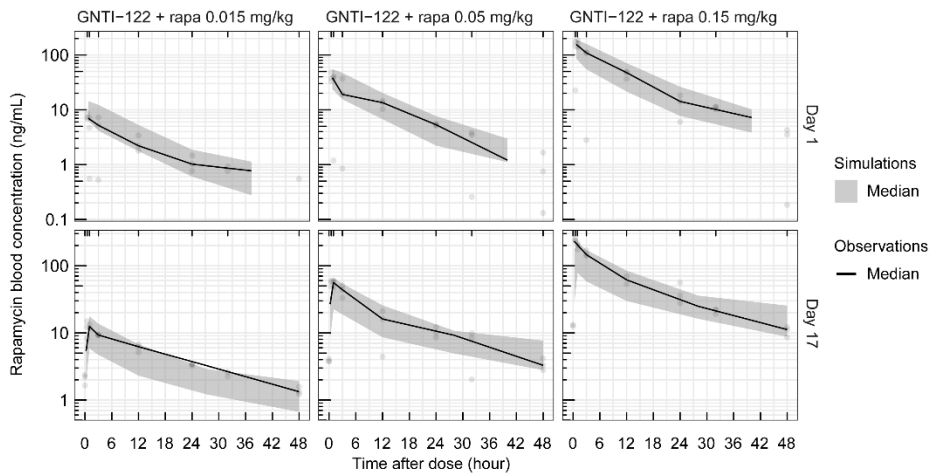 GNTI−122 + rapa 0.015 mg/kg GNTI−122 + rapa 0.05 mg/kg GNTI−122 + rapa 0.15 mg/kg
100
10
1
0.1
Day 1
100
10
1
Day 17
Rapamycin blood concentration (ng/mL)
0 6 12 18 24 30 36 42 48 0 6 12 18 24 30 36 42 48 0 6 12 18 24 30 36 42 48
Time after dose (hour)
Simulations
Median
Observations
Median